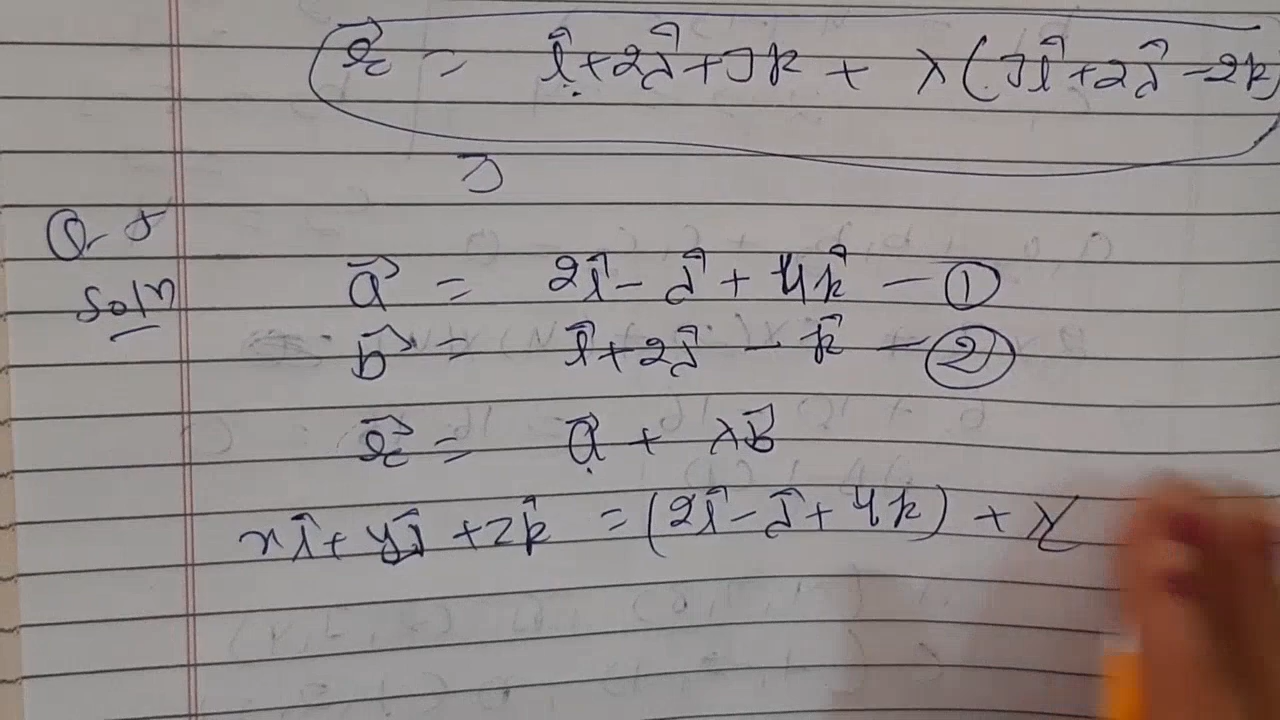 r⃗ = î+2ĵ+3k + λ(3î+2ĵ-2k)
Q-5
Soln
a⃗ = 2î - ĵ + 4k̂ - ①
b⃗ = î+2ĵ - k̂ - ②
r⃗ = a⃗ + λb⃗
xî+yĵ+zk̂ = (2î-ĵ+4k) + λ